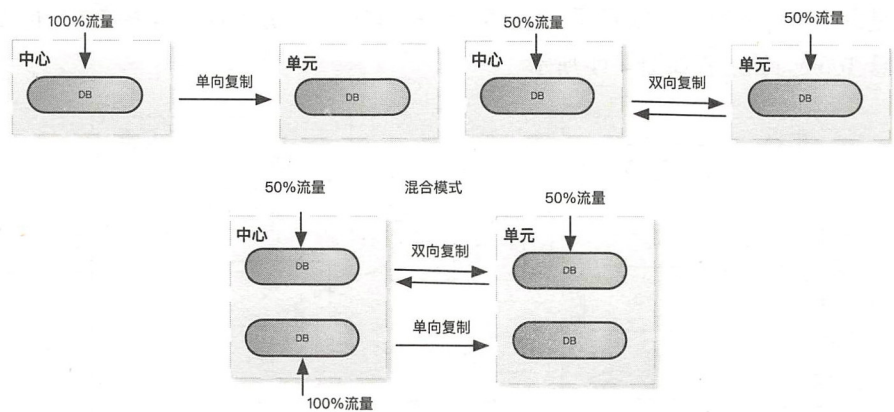 100%流量
中心
DB
单向复制
单元
DB
50%流量
中心
DB
双向复制
50%流量
单元
DB
50%流量
混合模式
50%流量
中心
DB
双向复制
单元
DB
DB
单向复制
DB
100%流量